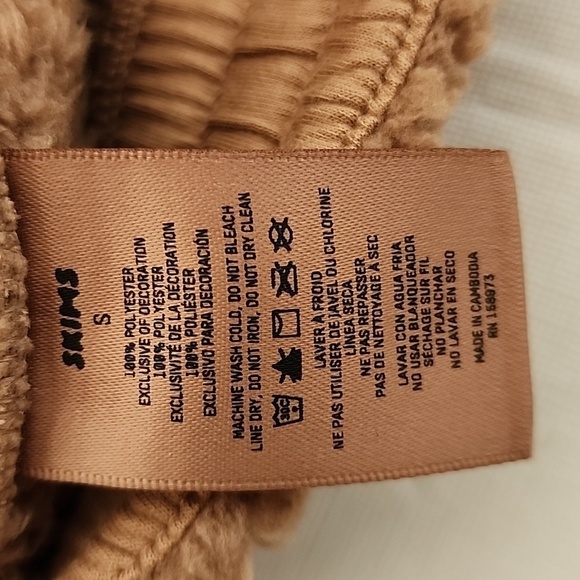 SKIMS
S
100% POLYESTER
EXCLUSIVE OF DECORATION
100% POLYESTER
EXCLUSIVITÉ DE LA DÉCORATION
100% POLIÉSTER
EXCLUSIVO PARA DECORACIÓN
MACHINE WASH COLD, DO NOT BLEACH
LINE DRY, DO NOT IRON, DO NOT DRY CLEAN
30C
LAVER À FROID
NE PAS UTILISER DE JAVEL OU CHLORINE
LINEA SECA
NE PAS REPASSER
PAS DE NETTOYAGE À SEC
LAVAR CON AGUA FRIA
NO USAR BLANQUEADOR
SÉCHAGE SUR FIL
NO PLANCHAR
NO LAVAR EN SECO
MADE IN CAMBODIA
RN 158073